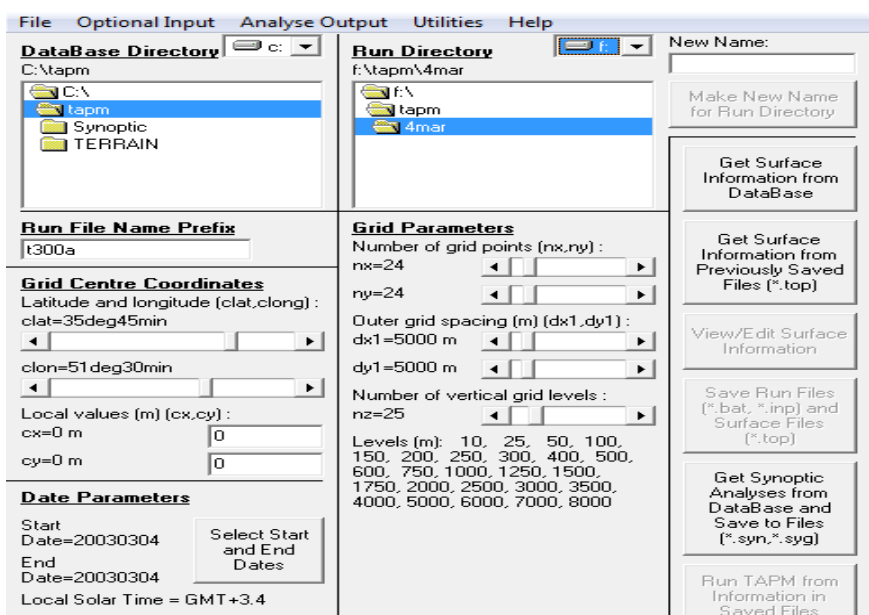 File Optional Input Analyse Output Utilities Help
DataBase Directory
c:
C:\tapm
C:\
tapm
Synoptic
TERRAIN
Run File Name Prefix
t300a
Grid Centre Coordinates
Latitude and longitude (clat,clong) :
clat=35deg45min
clon=51deg30min
Local values (m) (cx,cy) :
cx=0 m
0
cy=0 m
0
Date Parameters
Start
Date=20030304
End
Date=20030304
Select Start
and End
Dates
Local Solar Time = GMT+3.4
Run Directory
f:
f:\tapm\4mar
f:\
tapm
4mar
Grid Parameters
Number of grid points (nx,ny) :
nx=24
ny=24
Outer grid spacing (m) (dx1,dy1) :
dx1=5000 m
dy1=5000 m
Number of vertical grid levels :
nz=25
Levels (m): 10, 25, 50, 100,
150, 200, 250, 300, 400, 500,
600, 750, 1000, 1250, 1500,
1750, 2000, 2500, 3000, 3500,
4000, 5000, 6000, 7000, 8000
New Name:
Make New Name
for Run Directory
Get Surface
Information from
DataBase
Get Surface
Information from
Previously Saved
Files (*.top)
View/Edit Surface
Information
Save Run Files
(*.bat, *.inp) and
Surface Files
(*.top)
Get Synoptic
Analyses from
DataBase and
Save to Files
(*.syn,*.syg)
Run TAPM from
Information in
Saved Files